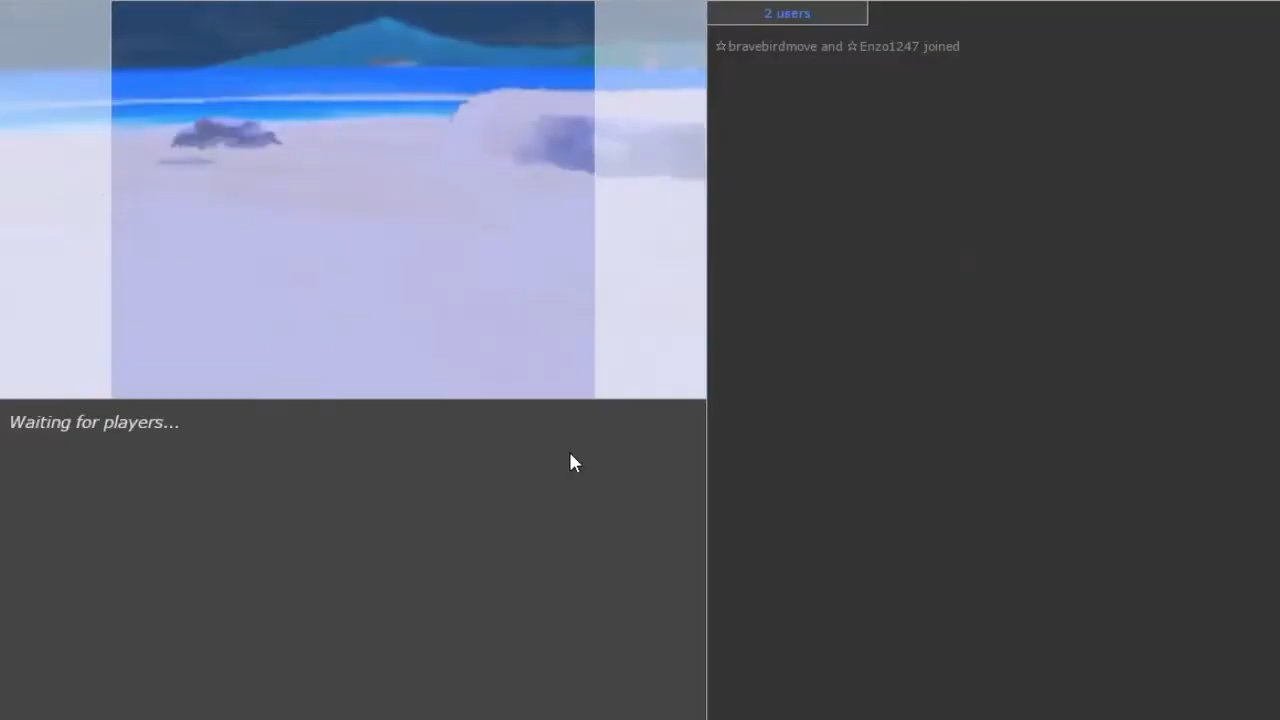 2 users
☆bravebirdmove and ☆Enzo1247 joined
Waiting for players...